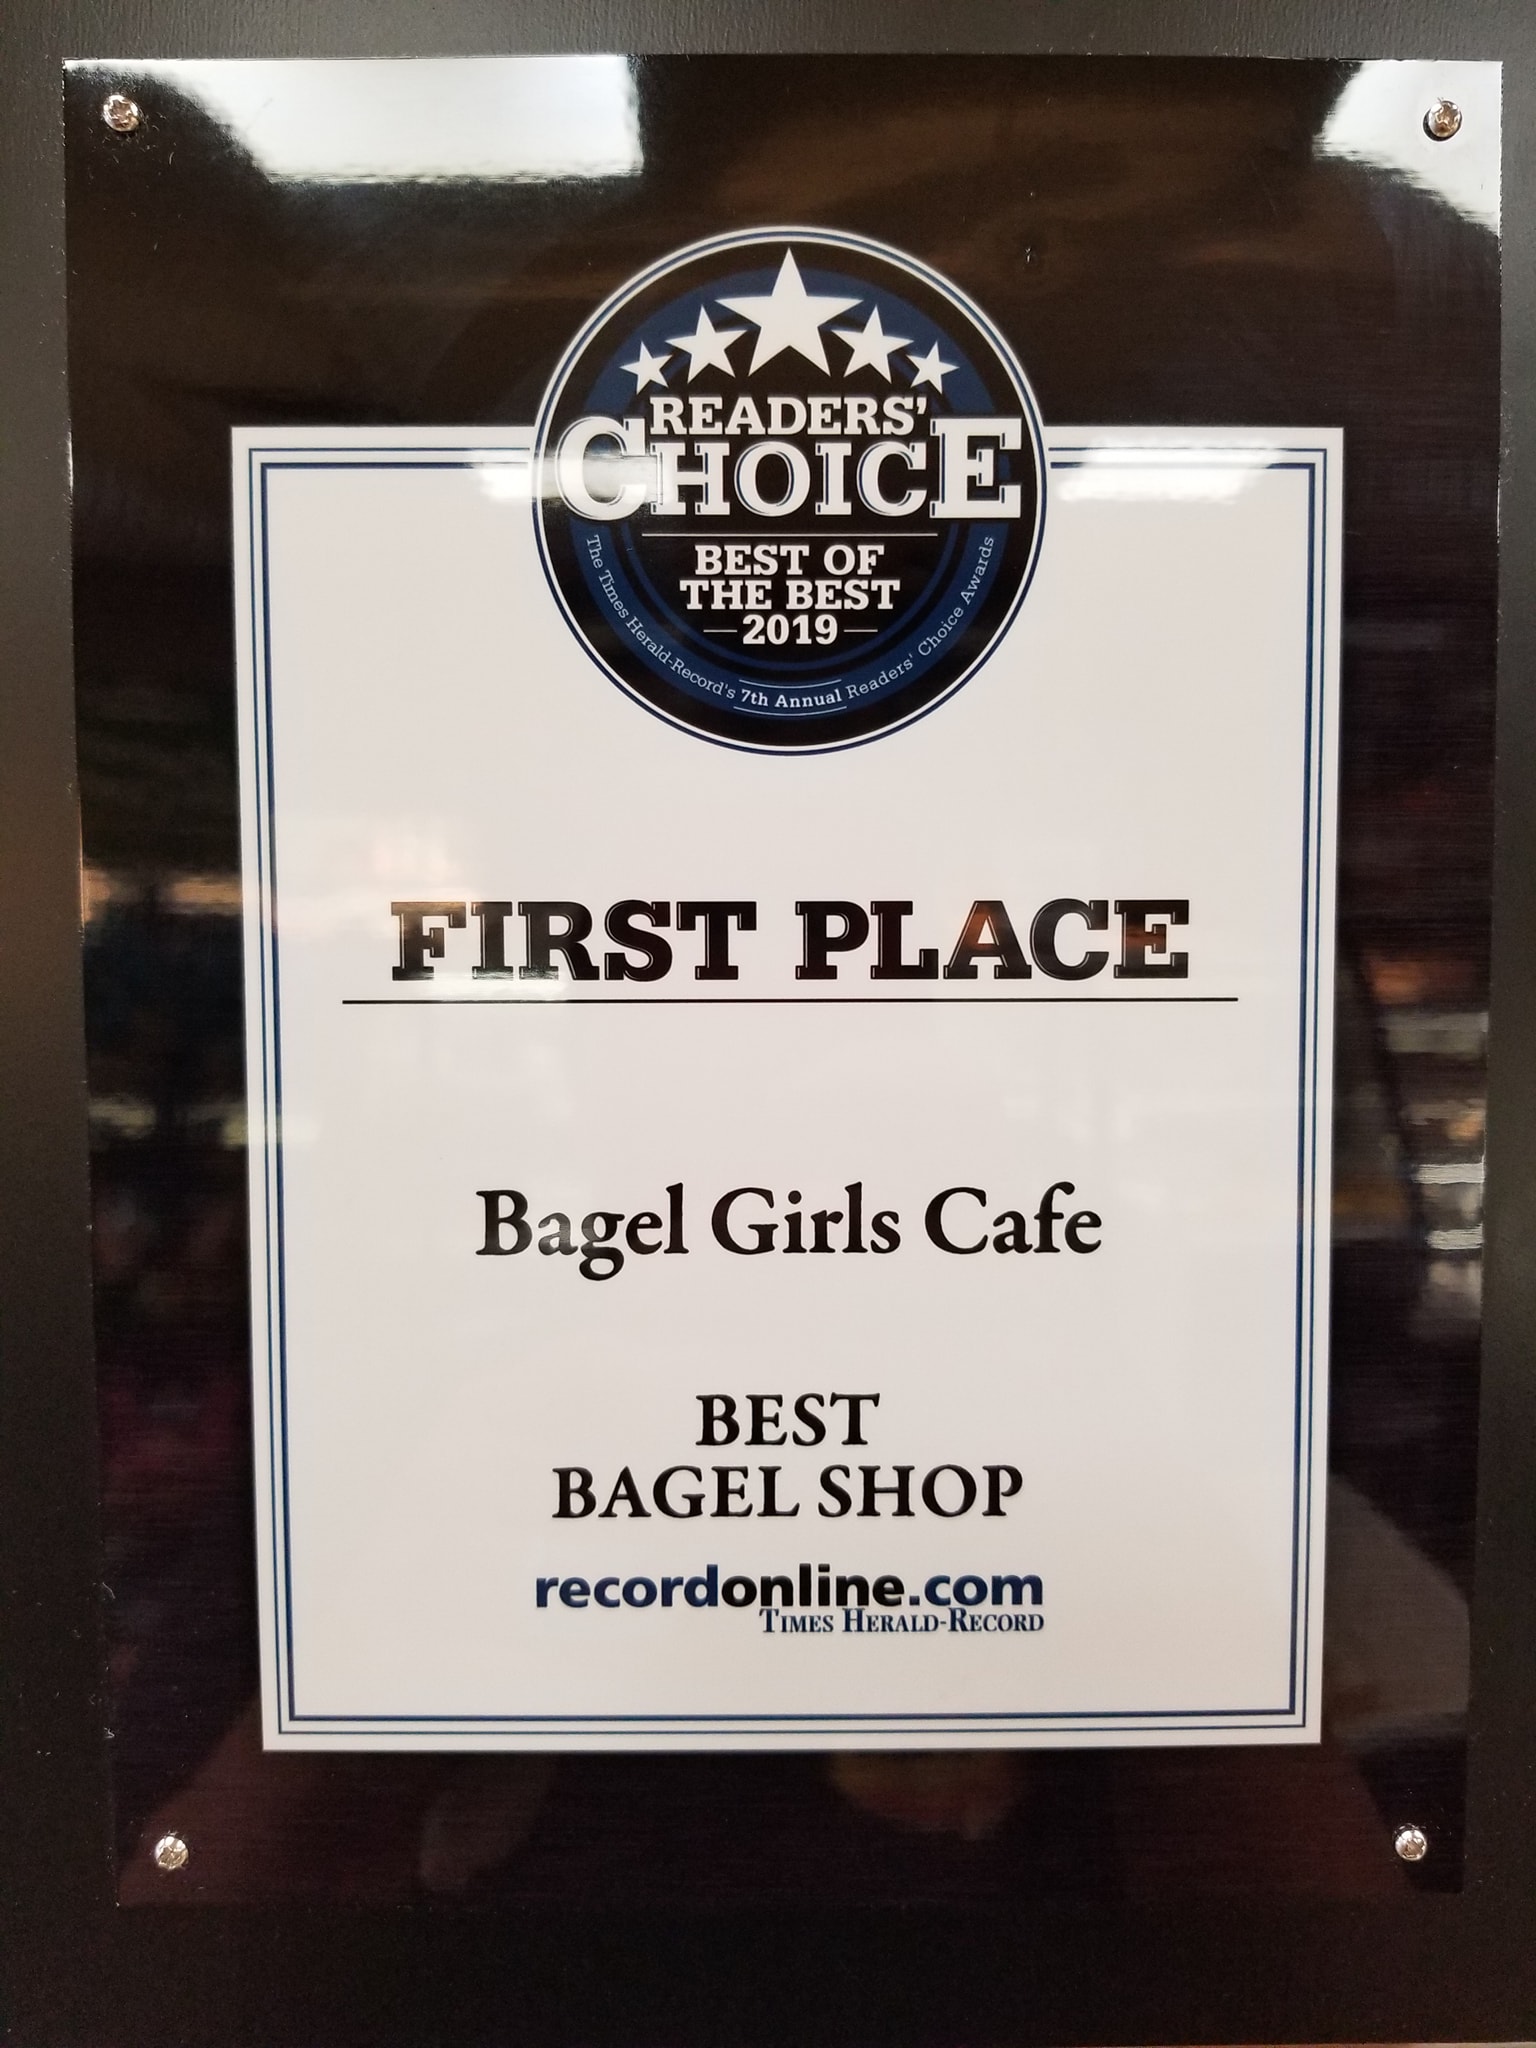 READERS'
CHOICE
BEST OF
THE BEST
2019
The Times Herald-Record's 7th Annual Readers' Choice Awards
FIRST PLACE
Bagel Girls Cafe
BEST
BAGEL SHOP
recordonline.com
TIMES HERALD-RECORD